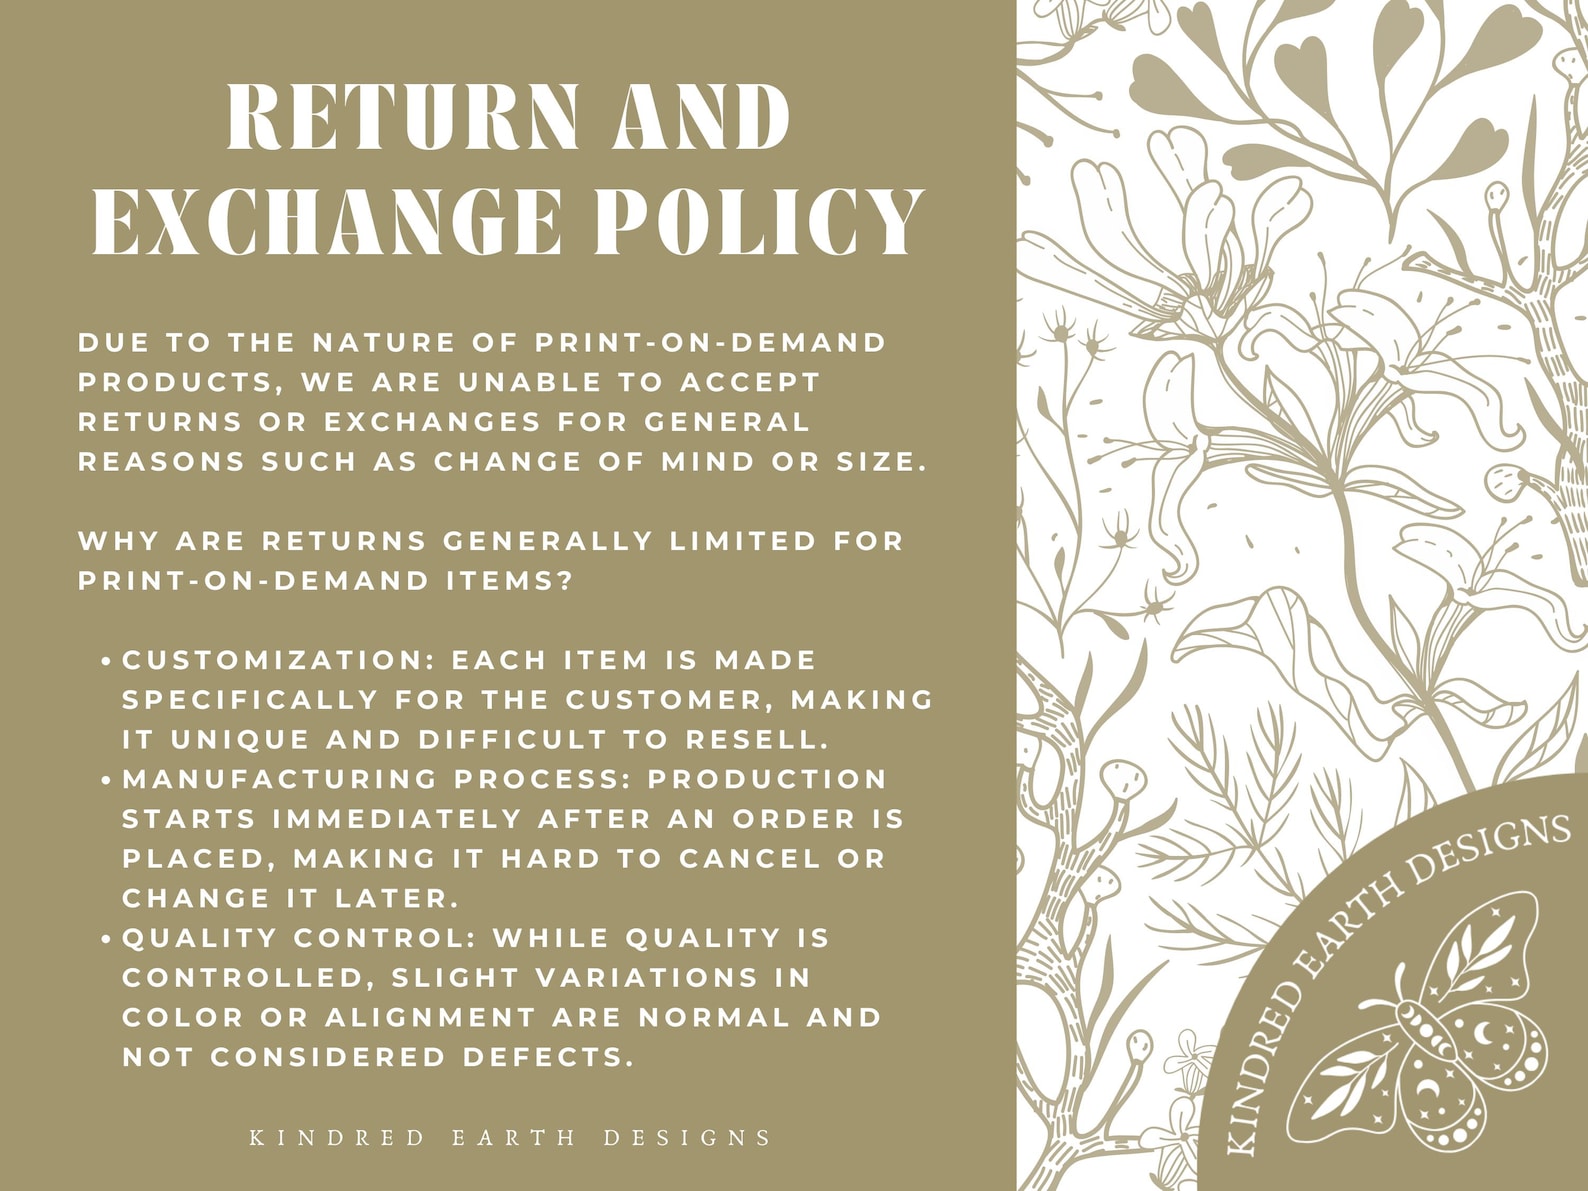 RETURN AND
EXCHANGE POLICY
DUE TO THE NATURE OF PRINT-ON-DEMAND
PRODUCTS, WE ARE UNABLE TO ACCEPT
RETURNS OR EXCHANGES FOR GENERAL
REASONS SUCH AS CHANGE OF MIND OR SIZE.
WHY ARE RETURNS GENERALLY LIMITED FOR
PRINT-ON-DEMAND ITEMS?
• CUSTOMIZATION: EACH ITEM IS MADE
SPECIFICALLY FOR THE CUSTOMER, MAKING
IT UNIQUE AND DIFFICULT TO RESELL.
• MANUFACTURING PROCESS: PRODUCTION
STARTS IMMEDIATELY AFTER AN ORDER IS
PLACED, MAKING IT HARD TO CANCEL OR
CHANGE IT LATER.
• QUALITY CONTROL: WHILE QUALITY IS
CONTROLLED, SLIGHT VARIATIONS IN
COLOR OR ALIGNMENT ARE NORMAL AND
NOT CONSIDERED DEFECTS.
KINDRED EARTH DESIGNS
KINDRED EARTH DESIGNS